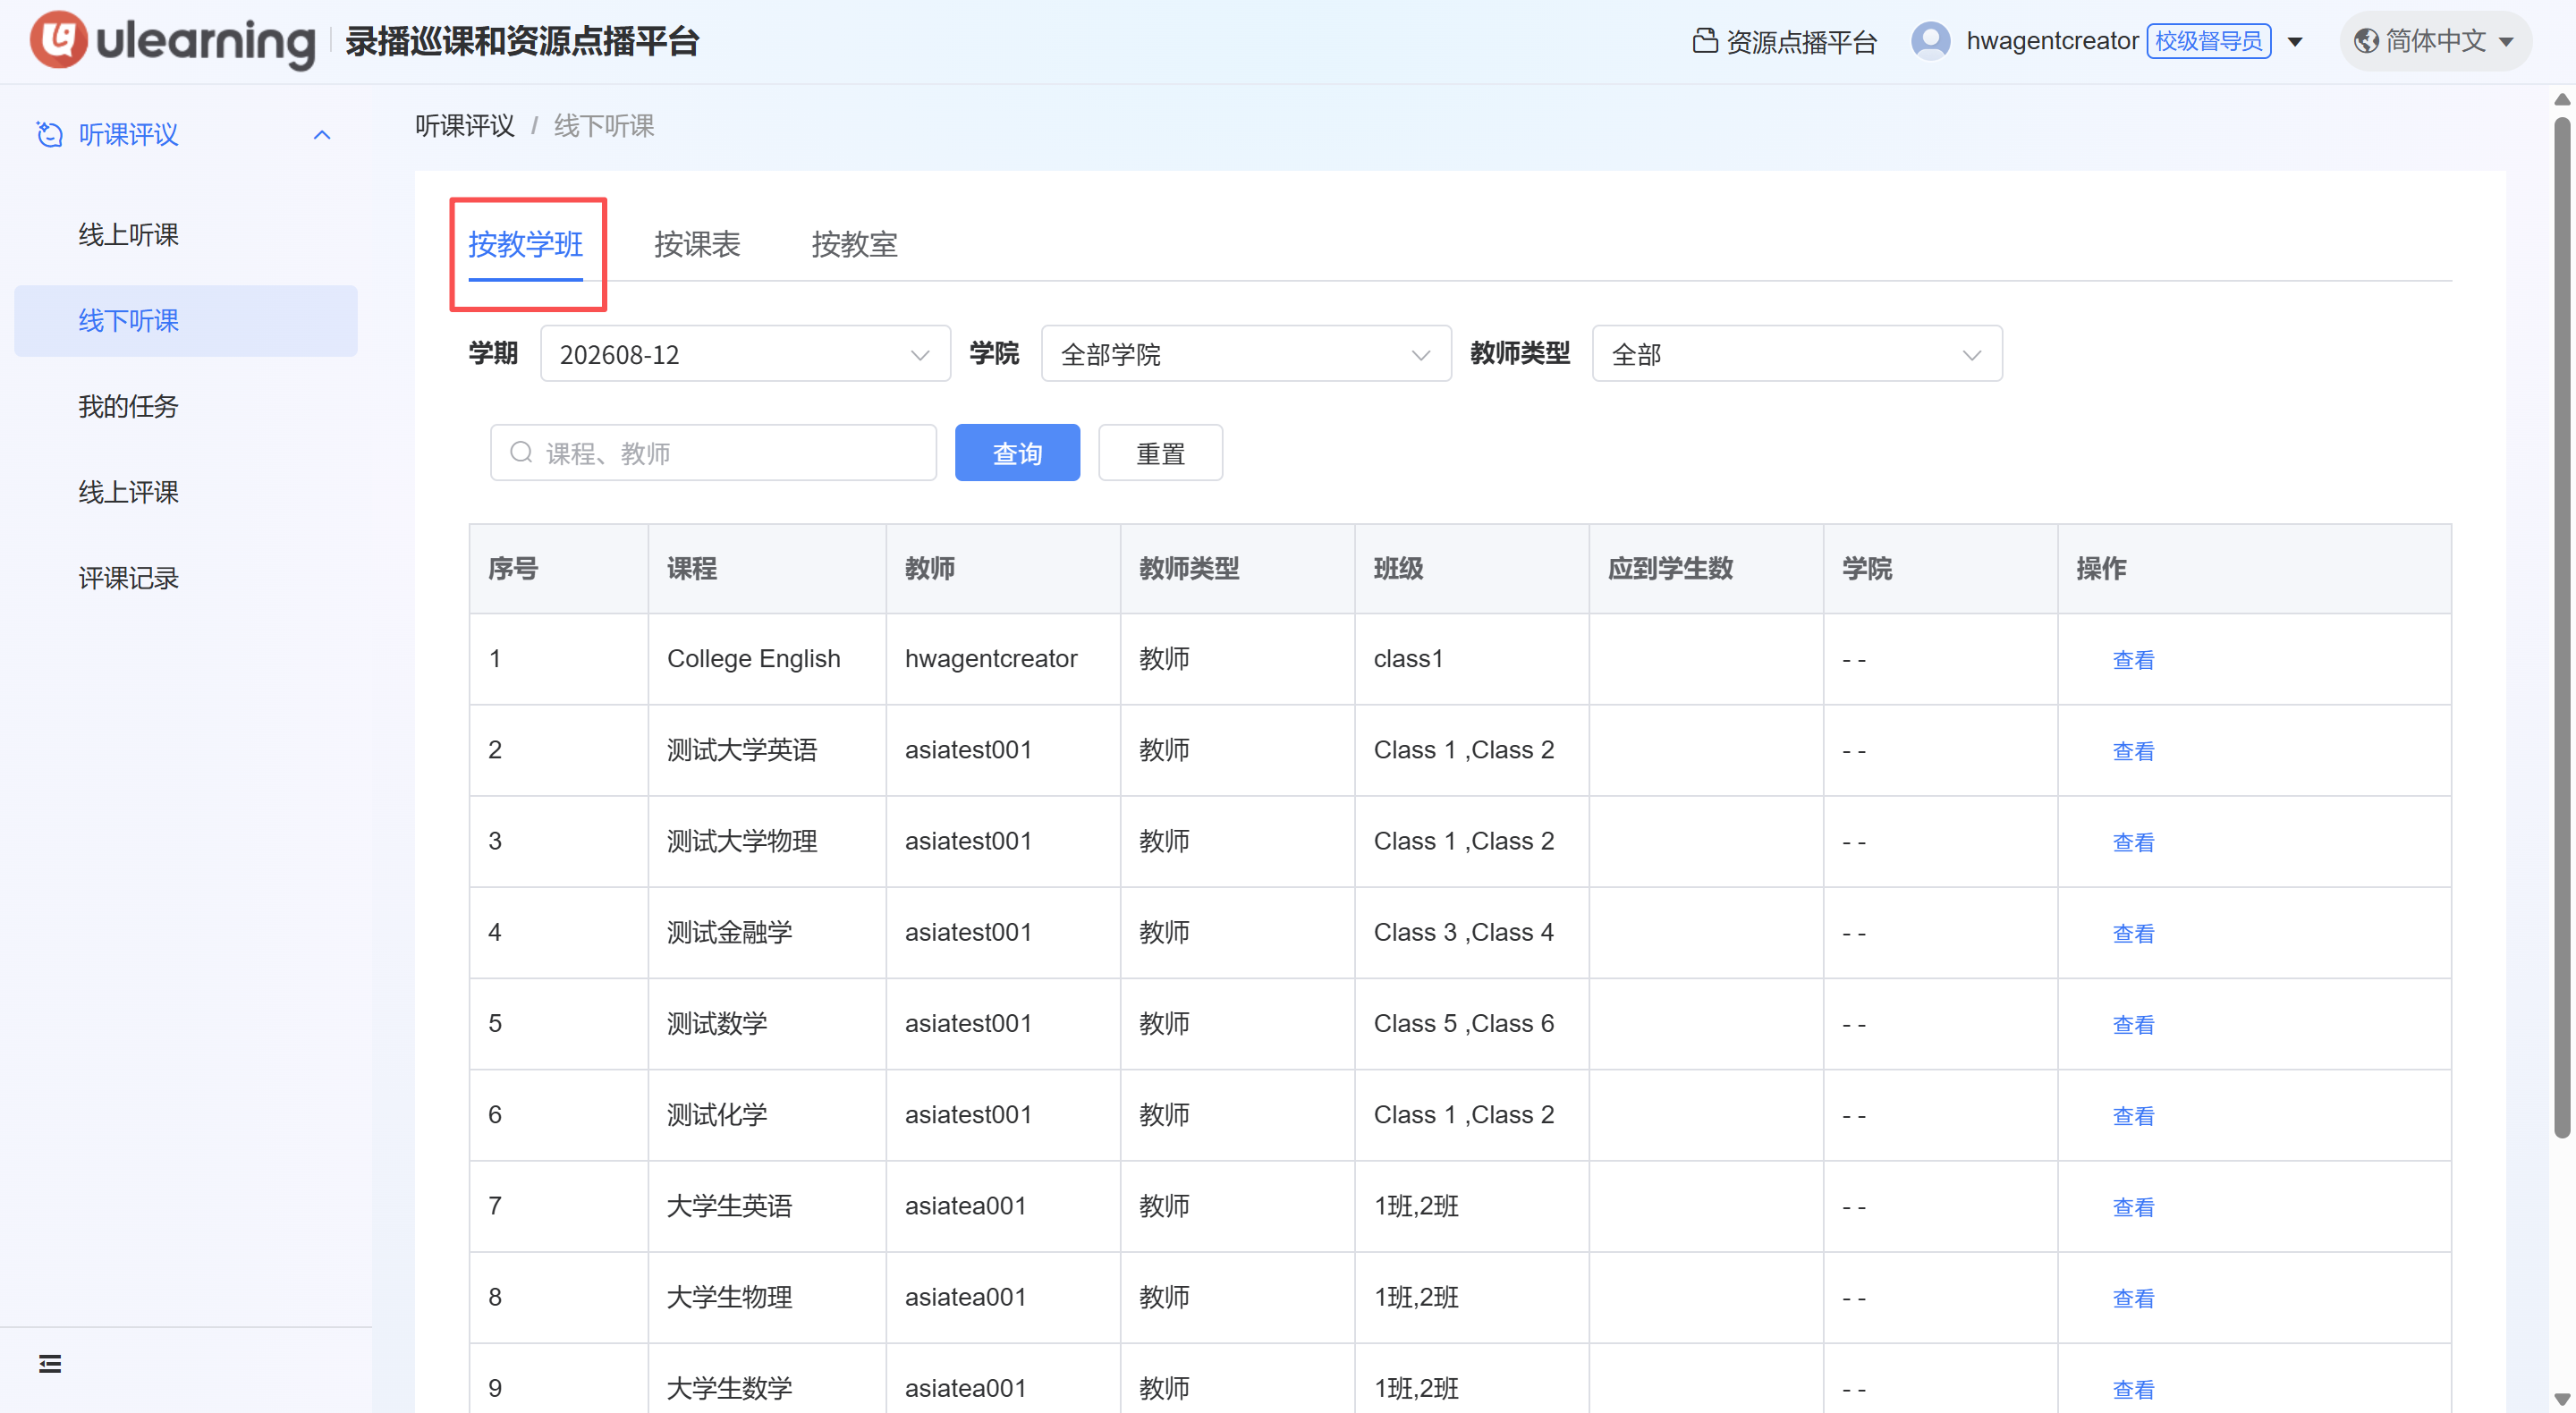 ulearning 录播巡课和资源点播平台 资源点播平台 hwagentcreator 校级督导员 简体中文
听课评议
线上听课
线下听课
我的任务
线上评课
评课记录
听课评议 / 线下听课
按教学班 按课表 按教室
学期 202608-12 学院 全部学院 教师类型 全部
课程、教师 查询 重置
序号 课程 教师 教师类型 班级 应到学生数 学院 操作
1 College English hwagentcreator 教师 class1 - - 查看
2 测试大学英语 asiatest001 教师 Class 1 ,Class 2 - - 查看
3 测试大学物理 asiatest001 教师 Class 1 ,Class 2 - - 查看
4 测试金融学 asiatest001 教师 Class 3 ,Class 4 - - 查看
5 测试数学 asiatest001 教师 Class 5 ,Class 6 - - 查看
6 测试化学 asiatest001 教师 Class 1 ,Class 2 - - 查看
7 大学生英语 asiatea001 教师 1班,2班 - - 查看
8 大学生物理 asiatea001 教师 1班,2班 - - 查看
9 大学生数学 asiatea001 教师 1班,2班 - - 查看